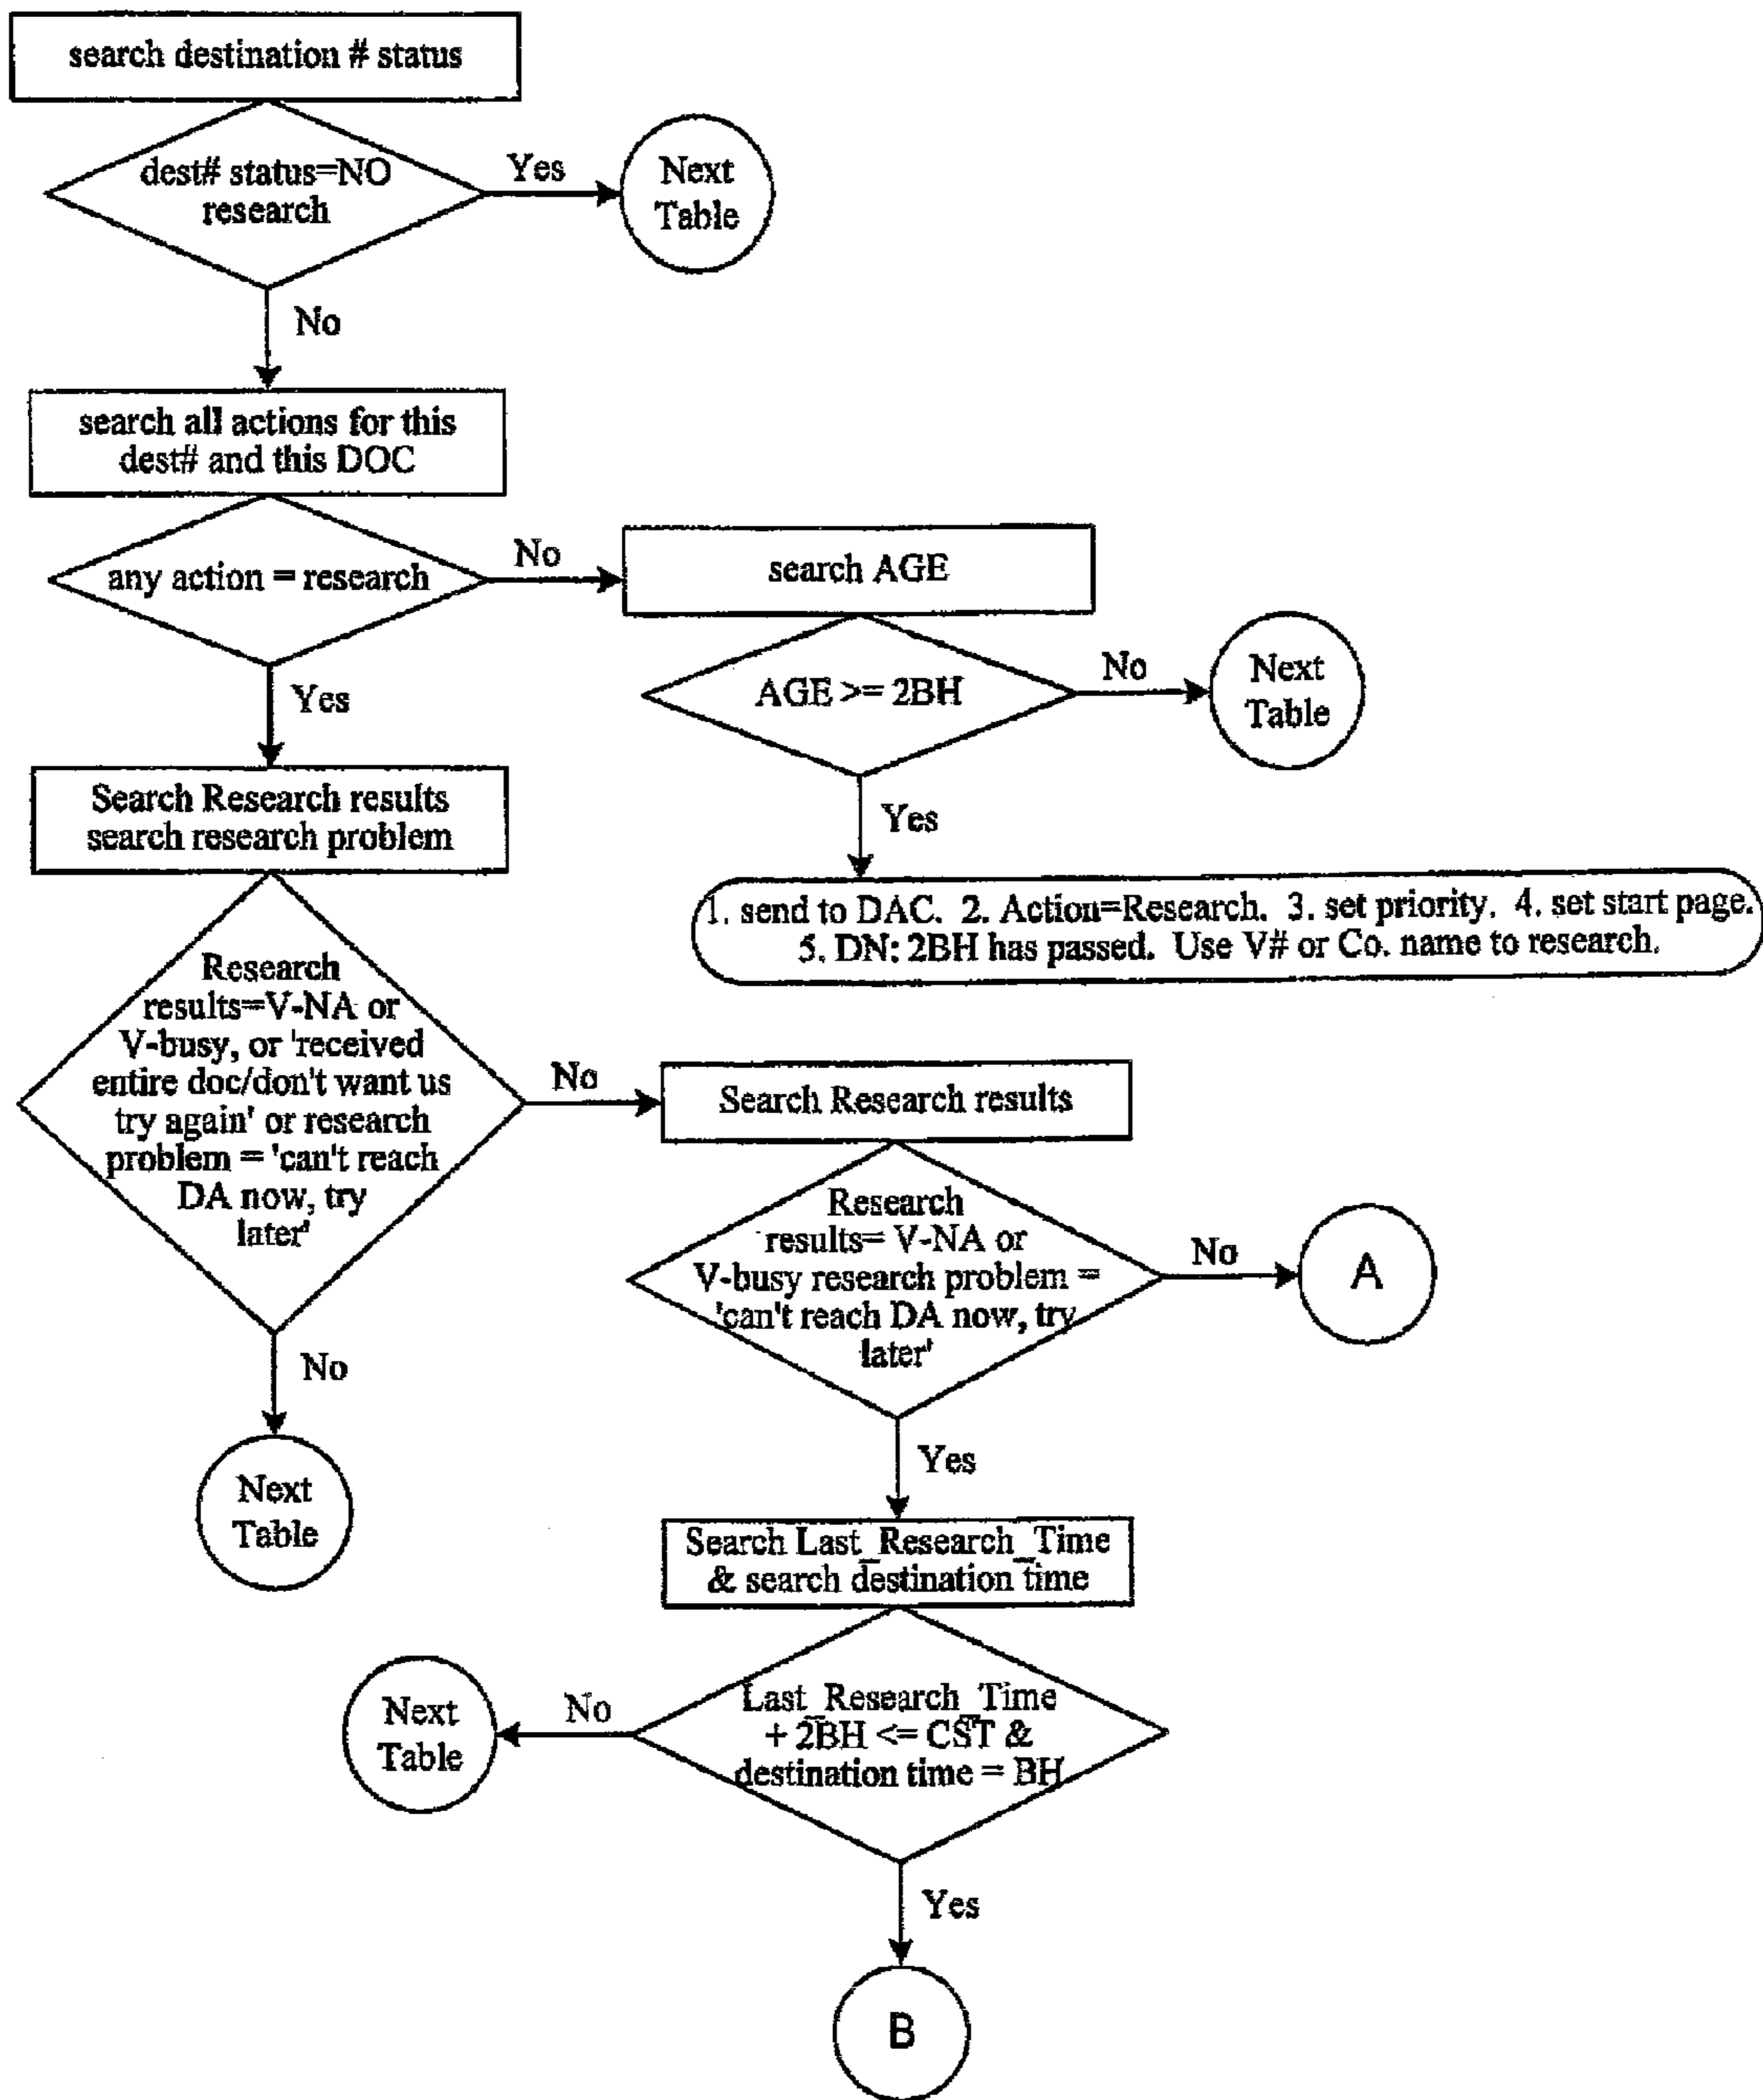 search destination # status
dest# status=NO
research
Yes
Next
Table
No
search all actions for this
dest# and this DOC
any action = research
No
search AGE
AGE >= 2BH
No
Next
Table
Yes
Yes
Search Research results
search research problem
1. send to DAC.  2. Action=Research.  3. set priority.  4. set start page.
5. DN: 2BH has passed.  Use V# or Co. name to research.
Research
results=V-NA or
V-busy, or 'received
entire doc/don't want us
try again' or research
problem = 'can't reach
DA now, try
later'
No
Search Research results
Research
results= V-NA or
V-busy research problem =
'can't reach DA now, try
later'
No
A
No
Next
Table
Yes
Search Last_Research_Time
& search destination time
Last_Research_Time
+ 2BH <= CST &
destination time = BH
No
Next
Table
Yes
B